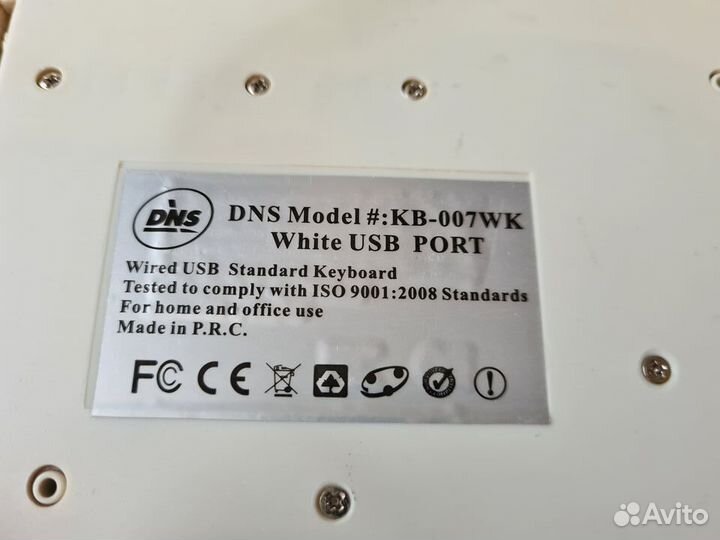 DNS
DNS Model #:KB-007WK
White USB PORT
Wired USB Standard Keyboard
Tested to comply with ISO 9001:2008 Standards
For home and office use
Made in P.R.C.
FC CE
Avito